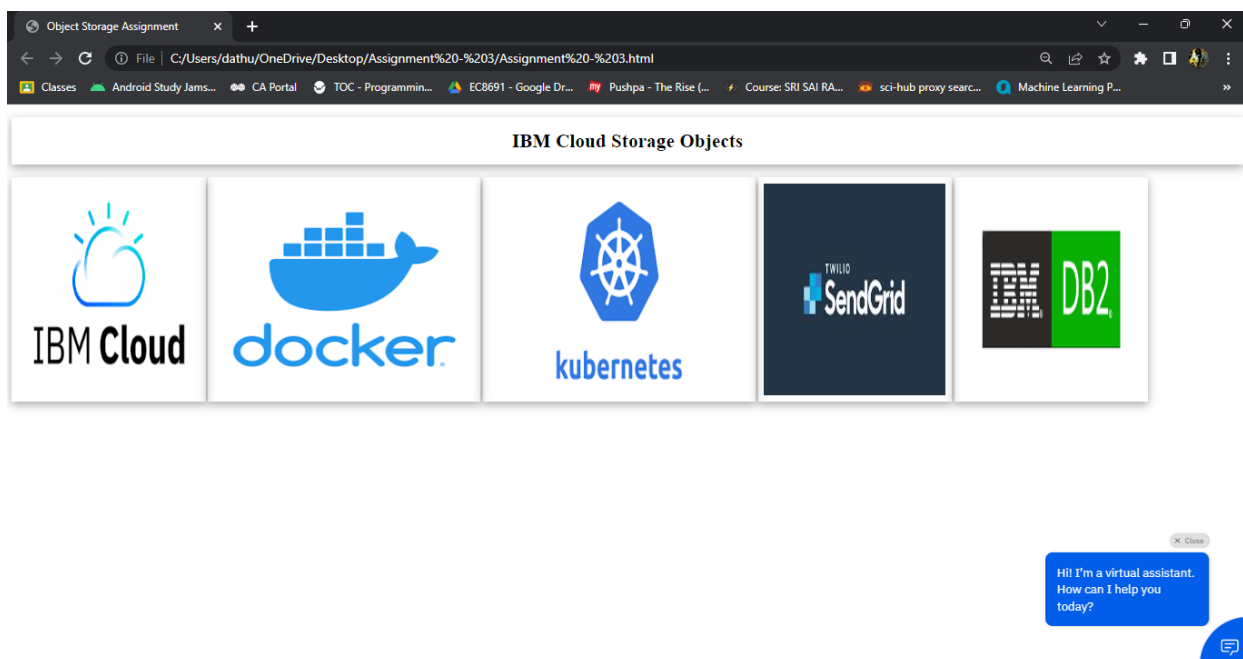 Object Storage Assignment
File | C:/Users/dathu/OneDrive/Desktop/Assignment%20-%203/Assignment%20-%203.html
Classes Android Study Jams... CA Portal TOC - Programmin... EC8691 - Google Dr... my Pushpa - The Rise (... Course: SRI SAI RA... sci-hub proxy searc... Machine Learning P...
IBM Cloud Storage Objects
IBM Cloud
docker
kubernetes
TWILIO
SendGrid
IBM. DB2.
× Close
Hi! I'm a virtual assistant.
How can I help you
today?